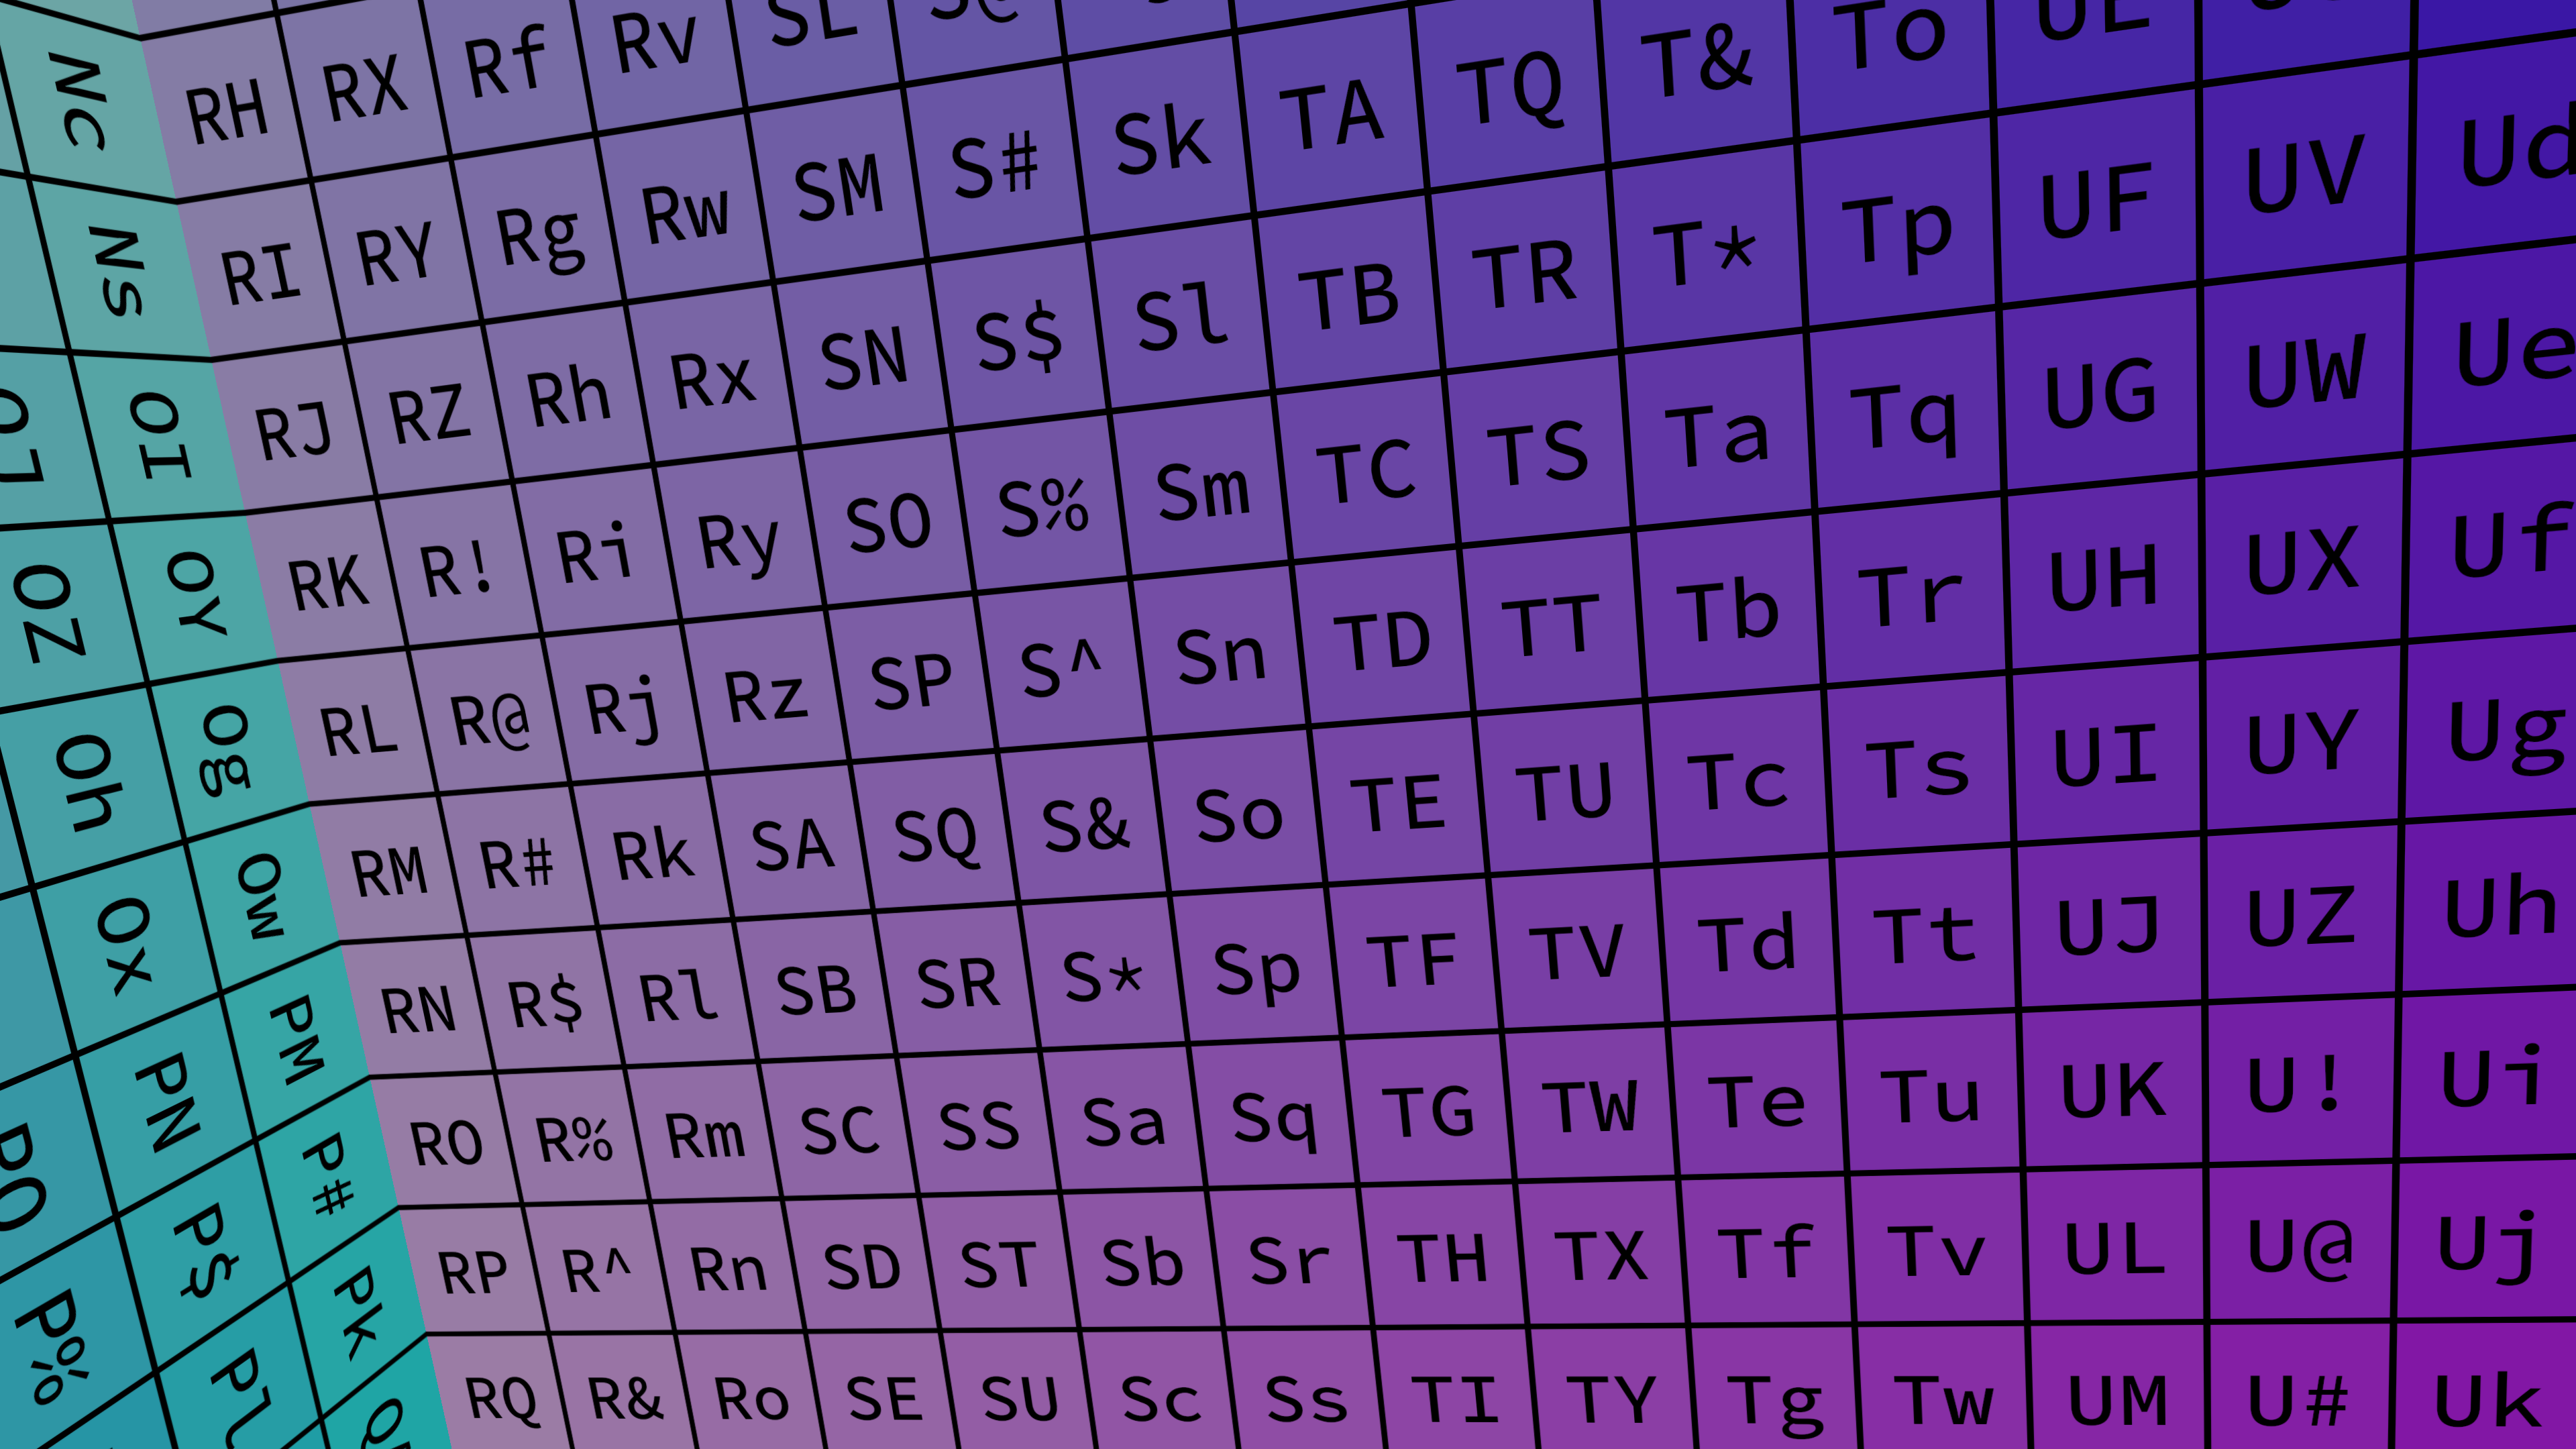 RH RX Rf Rv SL S@
TA TQ T& To UE
RI RY Rg Rw SM S# Sk TB TR T* Tp UF UV Ud
RJ RZ Rh Rx SN S$ Sl TC TS Ta Tq UG UW Ue
RK R! Ri Ry SO S% Sm TD TT Tb Tr UH UX Uf
RL R@ Rj Rz SP S^ Sn TE TU Tc Ts UI UY Ug
RM R# Rk SA SQ S& So TF TV Td Tt UJ UZ Uh
RN R$ Rl SB SR S* Sp TG TW Te Tu UK U! Ui
RO R% Rm SC SS Sa Sq TH TX Tf Tv UL U@ Uj
RP R^ Rn SD ST Sb Sr TI TY Tg Tw UM U# Uk
RQ R& Ro SE SU Sc Ss
Nc
Ns
OI
OZ OY
Oh Og
Ox Ow
PN PM
P$ P#
P% Pk